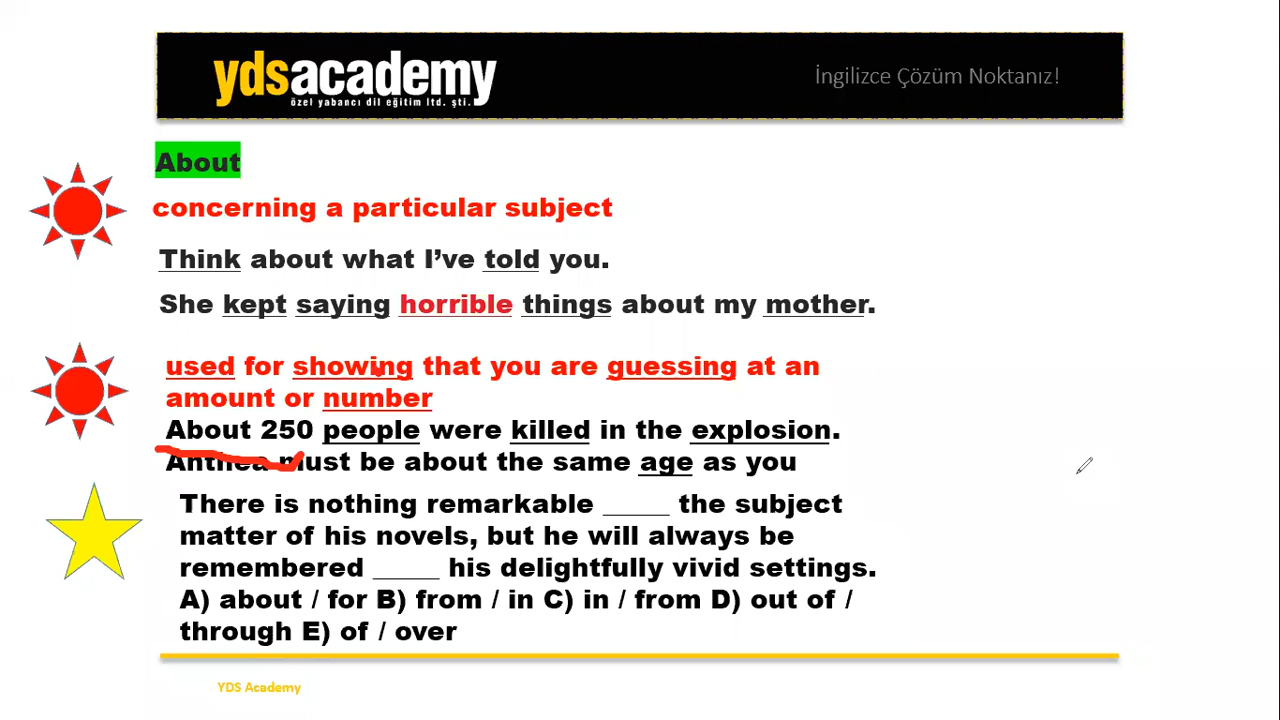 ydsacademy
özel yabancı dil eğitim ltd. şti.
İngilizce Çözüm Noktanız!
About
concerning a particular subject
Think about what I’ve told you.
She kept saying horrible things about my mother.
used for showing that you are guessing at an
amount or number
About 250 people were killed in the explosion.
Anthea must be about the same age as you
There is nothing remarkable _____ the subject
matter of his novels, but he will always be
remembered _____ his delightfully vivid settings.
A) about / for B) from / in C) in / from D) out of /
through E) of / over
YDS Academy